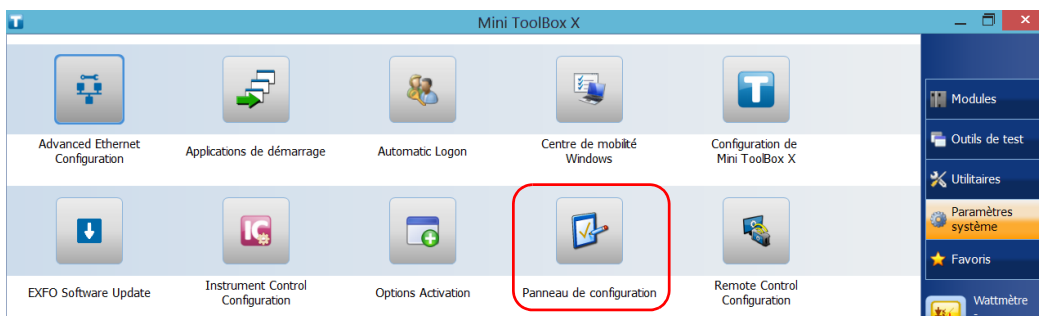 Mini ToolBox X
Advanced Ethernet
Configuration
Applications de démarrage
Automatic Logon
Centre de mobilité
Windows
Configuration de
Mini ToolBox X
EXFO Software Update
Instrument Control
Configuration
Options Activation
Panneau de configuration
Remote Control
Configuration
Modules
Outils de test
Utilitaires
Paramètres
système
Favoris
Wattmètre